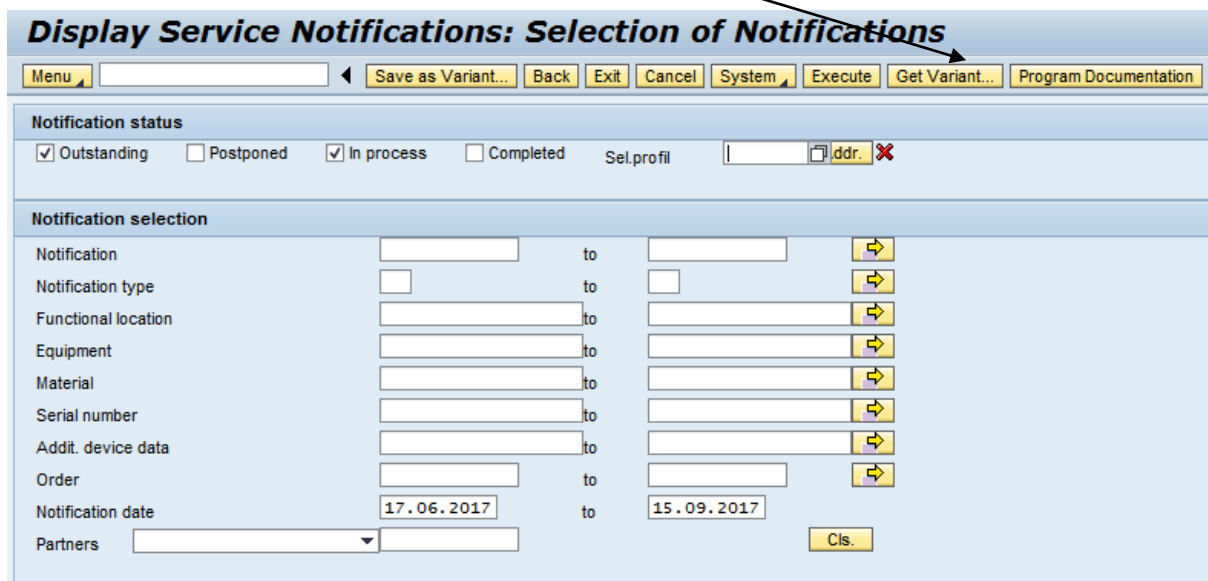 Display Service Notifications: Selection of Notifications
Menu Save as Variant... Back Exit Cancel System Execute Get Variant... Program Documentation
Notification status
Outstanding Postponed In process Completed Sel.profil .ddr.
Notification selection
Notification to
Notification type to
Functional location to
Equipment to
Material to
Serial number to
Addit. device data to
Order to
Notification date 17.06.2017 to 15.09.2017
Partners Cls.